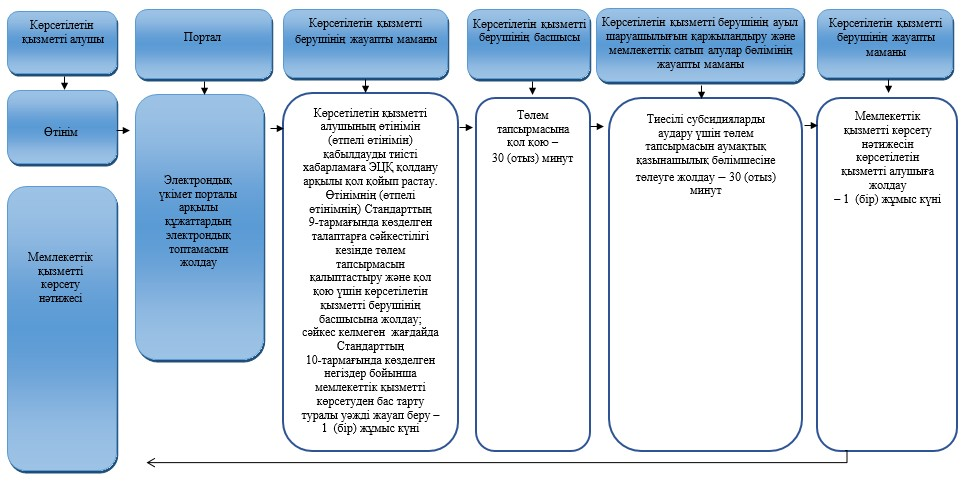 Көрсетілетін
қызметті алушы
Портал
Көрсетілетін қызметті
берушінің жауапты маманы
Көрсетілетін қызметті
берушінің басшысы
Көрсетілетін қызметті берушінің ауыл
шаруашылығын қаржыландыру және
мемлекеттік сатып алулар бөлімінің
жауапты маманы
Көрсетілетін қызметті
берушінің жауапты
маманы
Өтінім
Мемлекеттік
қызметті
көрсету
нәтижесі
Электрондық
үкімет порталы
арқылы
құжаттардың
электрондық
топтамасын
жолдау
Көрсетілетін қызметті
алушының өтінімін
(өтпелі өтінімін)
қабылдауды тиісті
хабарламаға ЭЦҚ қолдану
арқылы қол қойып растау.
Өтінімнің (өтпелі
өтінімнің) Стандарттың
9-тармағында көзделген
талаптарға сәйкестілігі
кезінде төлем
тапсырмасын
қалыптастыру және қол
қою үшін көрсетілетін
қызметті берушінің
басшысына жолдау;
сәйкес келмеген жағдайда
Стандарттың
10-тармағында көзделген
негіздер бойынша
мемлекеттік қызметті
көрсетуден бас тарту
туралы уәжді жауап беру –
1 (бір) жұмыс күні
Төлем
тапсырмасына
қол қою –
30 (отыз) минут
Тиесілі субсидияларды
аудару үшін төлем
тапсырмасын аумақтық
қазынашылық бөлімшесіне
төлеуге жолдау – 30 (отыз)
минут
Мемлекеттік
қызметті көрсету
нәтижесін
көрсетілетін
қызметті алушыға
жолдау
– 1 (бір) жұмыс күні